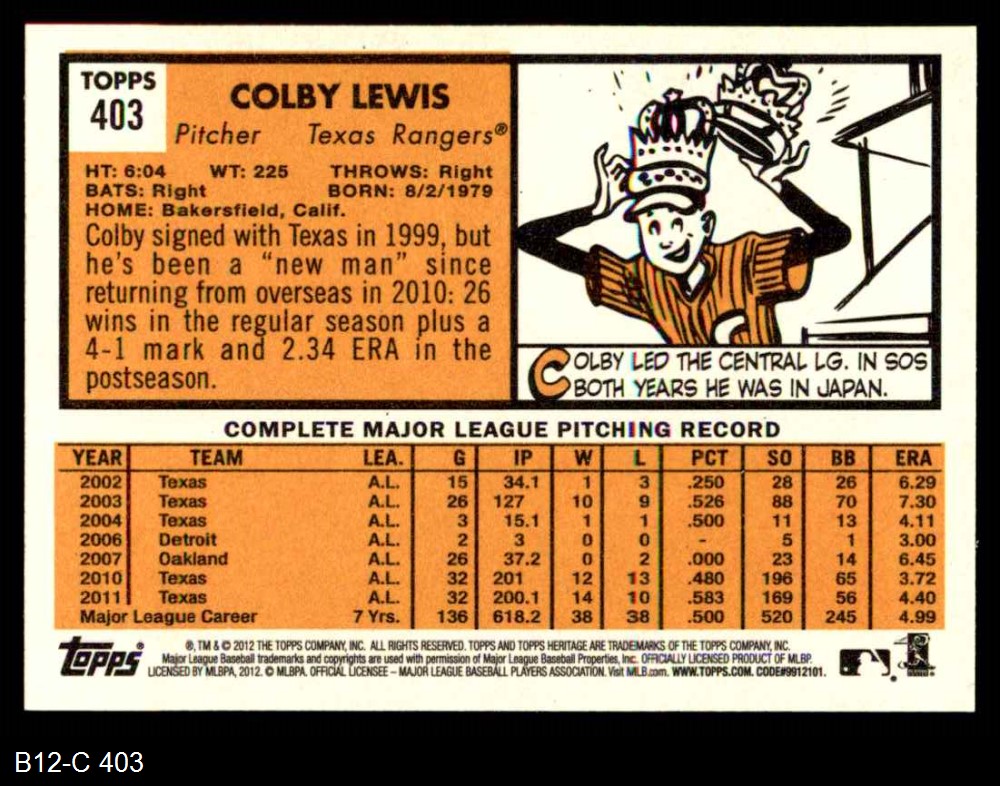 TOPPS
403
COLBY LEWIS
Pitcher Texas Rangers®
HT: 6:04 WT: 225 THROWS: Right
BATS: Right BORN: 8/2/1979
HOME: Bakersfield, Calif.
Colby signed with Texas in 1999, but
he's been a "new man" since
returning from overseas in 2010: 26
wins in the regular season plus a
4-1 mark and 2.34 ERA in the
postseason.
COLBY LED THE CENTRAL LG. IN SOS
BOTH YEARS HE WAS IN JAPAN.
COMPLETE MAJOR LEAGUE PITCHING RECORD
YEAR TEAM LEA. G IP W L PCT SO BB ERA
2002 Texas A.L. 15 34.1 1 3 .250 28 26 6.29
2003 Texas A.L. 26 127 10 9 .526 88 70 7.30
2004 Texas A.L. 3 15.1 1 1 .500 11 13 4.11
2006 Detroit A.L. 2 3 0 0 - 5 1 3.00
2007 Oakland A.L. 26 37.2 0 2 .000 23 14 6.45
2010 Texas A.L. 32 201 12 13 .480 196 65 3.72
2011 Texas A.L. 32 200.1 14 10 .583 169 56 4.40
Major League Career 7 Yrs. 136 618.2 38 38 .500 520 245 4.99
Topps®
®, TM & © 2012 THE TOPPS COMPANY, INC. ALL RIGHTS RESERVED. TOPPS AND TOPPS HERITAGE ARE TRADEMARKS OF THE TOPPS COMPANY, INC.
Major League Baseball trademarks and copyrights are used with permission of Major League Baseball Properties, Inc. OFFICIALLY LICENSED PRODUCT OF MLBP.
LICENSED BY MLBPA, 2012. © MLBPA. OFFICIAL LICENSEE – MAJOR LEAGUE BASEBALL PLAYERS ASSOCIATION. Visit MLB.com. WWW.TOPPS.COM. CODE#9912101.
B12-C 403